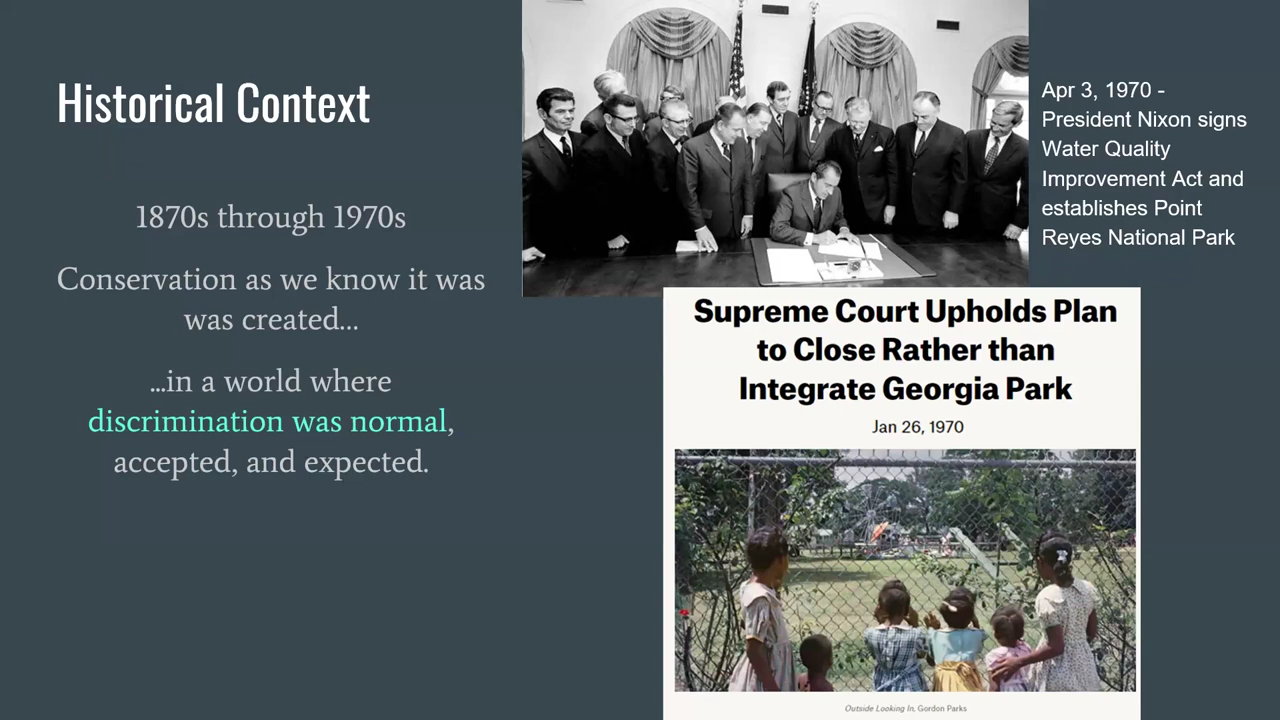 Historical Context
1870s through 1970s
Conservation as we know it was
was created...
...in a world where
discrimination was normal,
accepted, and expected.
Apr 3, 1970 -
President Nixon signs
Water Quality
Improvement Act and
establishes Point
Reyes National Park
Supreme Court Upholds Plan
to Close Rather than
Integrate Georgia Park
Jan 26, 1970
Outside Looking In, Gordon Parks